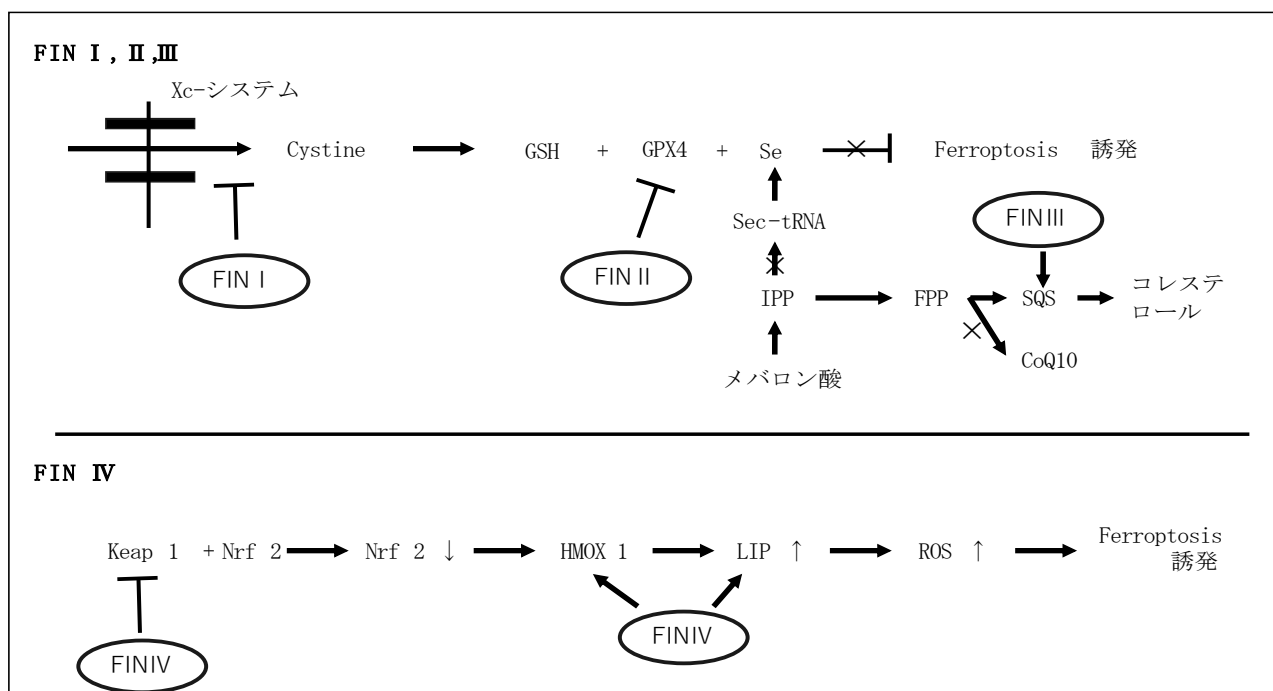 FIN Ⅰ, Ⅱ,Ⅲ
Xc-システム
Cystine
GSH + GPX4 + Se
Ferroptosis 誘発
Sec-tRNA
FINⅢ
FIN Ⅰ
FIN Ⅱ
IPP
FPP
SQS
コレステ
ロール
CoQ10
メバロン酸
FIN Ⅳ
Keap 1 + Nrf 2
Nrf 2 ↓
HMOX 1
LIP ↑
ROS ↑
Ferroptosis
誘発
FINⅣ
FINⅣ